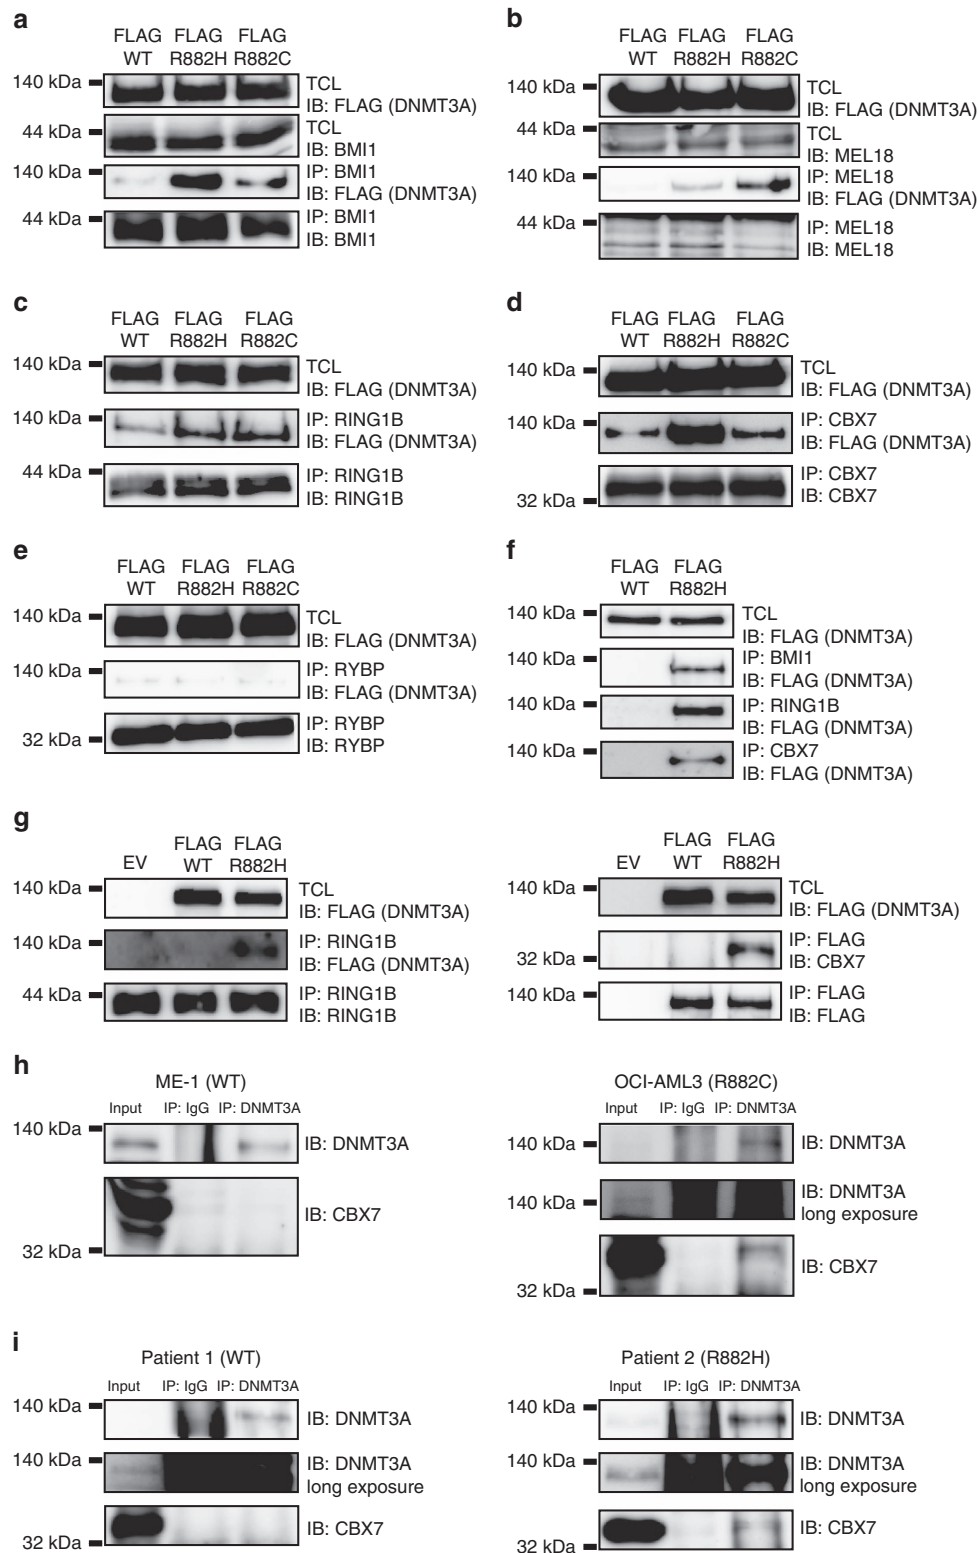 a
FLAG FLAG FLAG
WT R882H R882C
140 kDa
TCL
IB: FLAG (DNMT3A)
44 kDa
TCL
IB: BMI1
140 kDa
IP: BMI1
IB: FLAG (DNMT3A)
44 kDa
IP: BMI1
IB: BMI1
b
FLAG FLAG FLAG
WT R882H R882C
140 kDa
TCL
IB: FLAG (DNMT3A)
44 kDa
TCL
IB: MEL18
140 kDa
IP: MEL18
IB: FLAG (DNMT3A)
44 kDa
IP: MEL18
IB: MEL18
c
FLAG FLAG FLAG
WT R882H R882C
140 kDa
TCL
IB: FLAG (DNMT3A)
140 kDa
IP: RING1B
IB: FLAG (DNMT3A)
44 kDa
IP: RING1B
IB: RING1B
d
FLAG FLAG FLAG
WT R882H R882C
140 kDa
TCL
IB: FLAG (DNMT3A)
140 kDa
IP: CBX7
IB: FLAG (DNMT3A)
IP: CBX7
IB: CBX7
32 kDa
e
FLAG FLAG FLAG
WT R882H R882C
140 kDa
TCL
IB: FLAG (DNMT3A)
140 kDa
IP: RYBP
IB: FLAG (DNMT3A)
32 kDa
IP: RYBP
IB: RYBP
f
FLAG FLAG
WT R882H
140 kDa
TCL
IB: FLAG (DNMT3A)
140 kDa
IP: BMI1
IB: FLAG (DNMT3A)
140 kDa
IP: RING1B
IB: FLAG (DNMT3A)
140 kDa
IP: CBX7
IB: FLAG (DNMT3A)
g
FLAG FLAG
EV WT R882H
140 kDa
TCL
IB: FLAG (DNMT3A)
140 kDa
IP: RING1B
IB: FLAG (DNMT3A)
44 kDa
IP: RING1B
IB: RING1B
FLAG FLAG
EV WT R882H
140 kDa
TCL
IB: FLAG (DNMT3A)
32 kDa
IP: FLAG
IB: CBX7
140 kDa
IP: FLAG
IB: FLAG
h
ME-1 (WT)
Input IP: IgG IP: DNMT3A
140 kDa
IB: DNMT3A
IB: CBX7
32 kDa
OCI-AML3 (R882C)
Input IP: IgG IP: DNMT3A
140 kDa
IB: DNMT3A
140 kDa
IB: DNMT3A
long exposure
IB: CBX7
32 kDa
i
Patient 1 (WT)
Input IP: IgG IP: DNMT3A
140 kDa
IB: DNMT3A
140 kDa
IB: DNMT3A
long exposure
IB: CBX7
32 kDa
Patient 2 (R882H)
Input IP: IgG IP: DNMT3A
140 kDa
IB: DNMT3A
140 kDa
IB: DNMT3A
long exposure
IB: CBX7
32 kDa